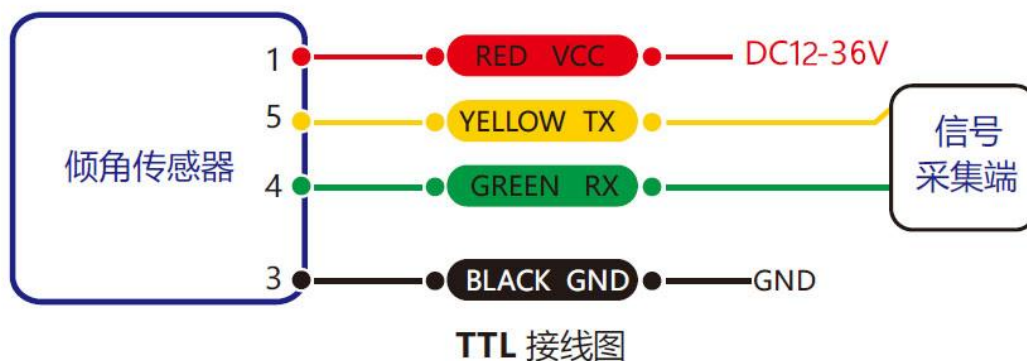 1 RED VCC DC12-36V
5 YELLOW TX
倾角传感器
信号
采集端
4 GREEN RX
3 BLACK GND GND
TTL 接线图